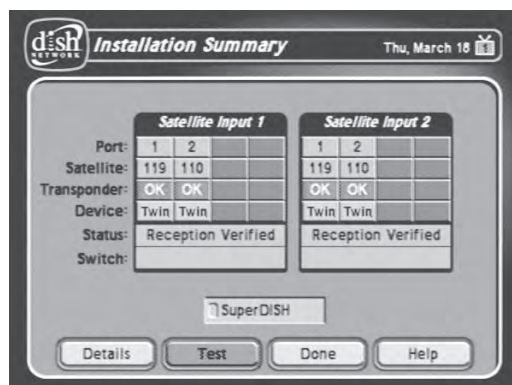 dish
NETWORK
Installation Summary
Thu, March 18
Satellite Input 1
Satellite Input 2
Port: 1 2 1 2
Satellite: 119 110 119 110
Transponder: OK OK OK OK
Device: Twin Twin Twin Twin
Status: Reception Verified Reception Verified
Switch:
SuperDISH
Details Test Done Help